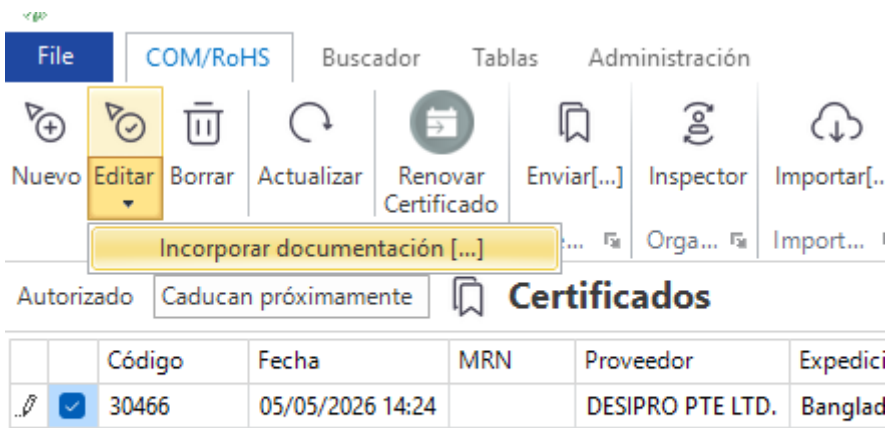 File COM/RoHS Buscador Tablas Administración
Nuevo Editar Borrar Actualizar Renovar Certificado Enviar[...] Inspector Importar[...
Incorporar documentación [...] ... Orga... Import...
Autorizado Caducan próximamente Certificados
Código Fecha MRN Proveedor Expedici
30466 05/05/2026 14:24 DESIPRO PTE LTD. Banglad